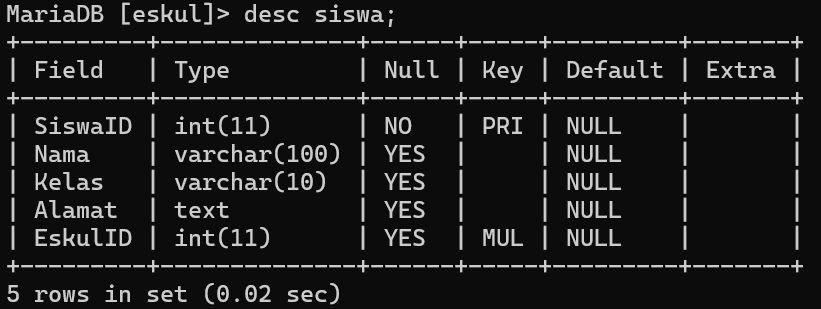 MariaDB [eskul]> desc siswa;
+---------+--------------+------+-----+---------+-------+
| Field   | Type         | Null | Key | Default | Extra |
+---------+--------------+------+-----+---------+-------+
| SiswaID | int(11)      | NO   | PRI | NULL    |       |
| Nama    | varchar(100) | YES  |     | NULL    |       |
| Kelas   | varchar(10)  | YES  |     | NULL    |       |
| Alamat  | text         | YES  |     | NULL    |       |
| EskulID | int(11)      | YES  | MUL | NULL    |       |
+---------+--------------+------+-----+---------+-------+
5 rows in set (0.02 sec)